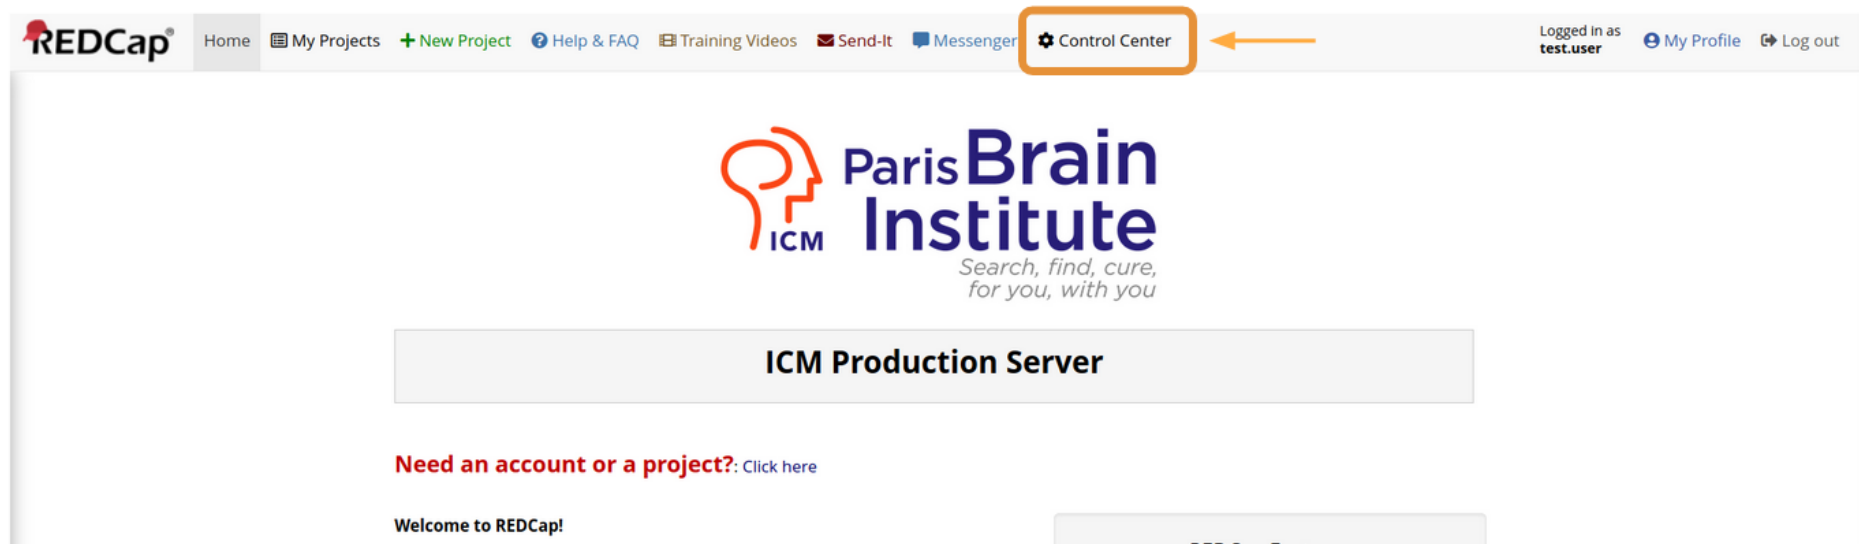 REDCap®
Home My Projects New Project Help & FAQ Training Videos Send-It Messenger Control Center
Logged in as
test.user
My Profile Log out
Paris Brain
Institute
ICM
Search, find, cure,
for you, with you
ICM Production Server
Need an account or a project?: Click here
Welcome to REDCap!